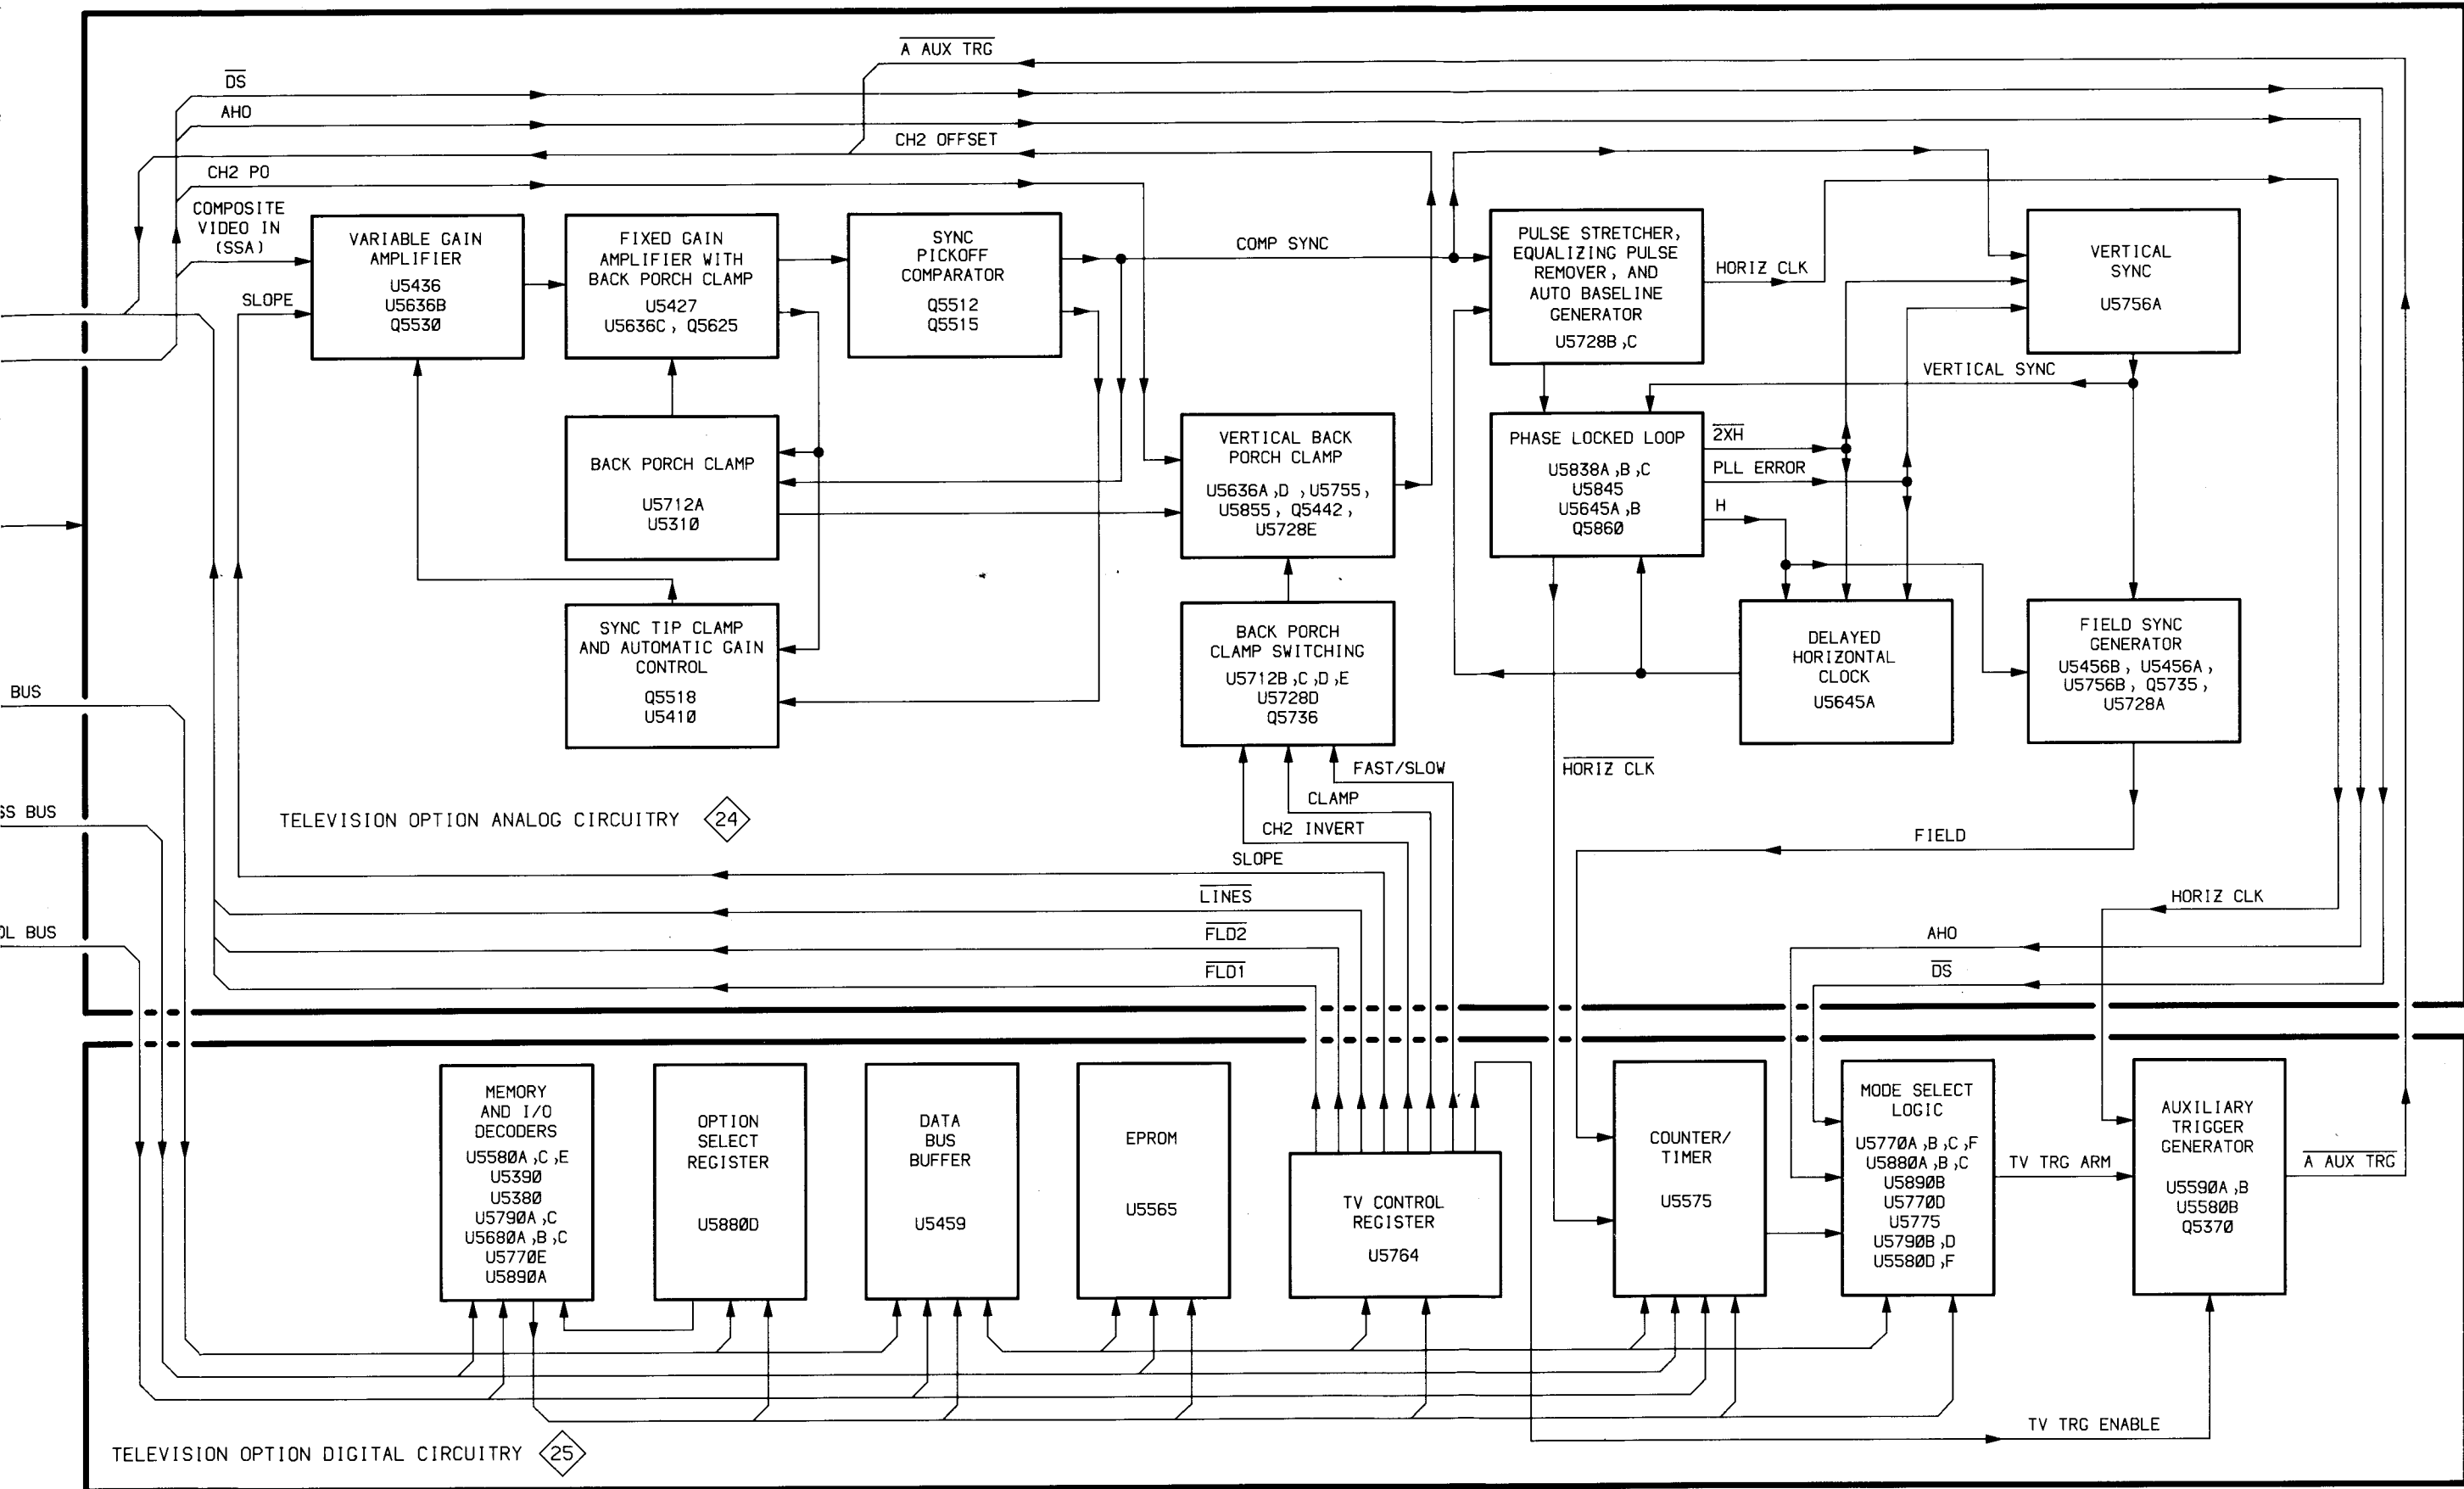 A AUX TRG
DS
AHO
CH2 OFFSET
CH2 PO
COMPOSITE
VIDEO IN
(SSA)
SLOPE
VARIABLE GAIN
AMPLIFIER
U5436
U5636B
Q5530
FIXED GAIN
AMPLIFIER WITH
BACK PORCH CLAMP
U5427
U5636C, Q5625
SYNC
PICKOFF
COMPARATOR
Q5512
Q5515
COMP SYNC
PULSE STRETCHER,
EQUALIZING PULSE
REMOVER, AND
AUTO BASELINE
GENERATOR
U5728B,C
HORIZ CLK
VERTICAL
SYNC
U5756A
VERTICAL SYNC
BACK PORCH CLAMP
U5712A
U5310
VERTICAL BACK
PORCH CLAMP
U5636A,D, U5755,
U5855, Q5442,
U5728E
PHASE LOCKED LOOP
U5838A,B,C
U5845
U5645A,B
Q5860
2XH
PLL ERROR
H
SYNC TIP CLAMP
AND AUTOMATIC GAIN
CONTROL
Q5518
U5410
BACK PORCH
CLAMP SWITCHING
U5712B,C,D,E
U5728D
Q5736
DELAYED
HORIZONTAL
CLOCK
U5645A
FIELD SYNC
GENERATOR
U5456B, U5456A,
U5756B, Q5735,
U5728A
BUS
SS BUS
OL BUS
HORIZ CLK
FAST/SLOW
CLAMP
CH2 INVERT
TELEVISION OPTION ANALOG CIRCUITRY 24
SLOPE
LINES
FLD2
FLD1
FIELD
HORIZ CLK
AHO
DS
MEMORY
AND I/O
DECODERS
U5580A,C,E
U5390
U5380
U5790A,C
U5680A,B,C
U5770E
U5890A
OPTION
SELECT
REGISTER
U5880D
DATA
BUS
BUFFER
U5459
EPROM
U5565
TV CONTROL
REGISTER
U5764
COUNTER/
TIMER
U5575
MODE SELECT
LOGIC
U5770A,B,C,F
U5880A,B,C
U5890B
U5770D
U5775
U5790B,D
U5580D,F
TV TRG ARM
AUXILIARY
TRIGGER
GENERATOR
U5590A,B
U5580B
Q5370
A AUX TRG
TV TRG ENABLE
TELEVISION OPTION DIGITAL CIRCUITRY 25